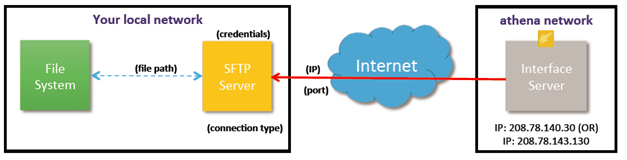 Your local network
(credentials)
File
System
(file path)
SFTP
Server
(connection type)
(IP)
(port)
Internet
athena network
Interface
Server
IP: 208.78.140.30 (OR)
IP: 208.78.143.130